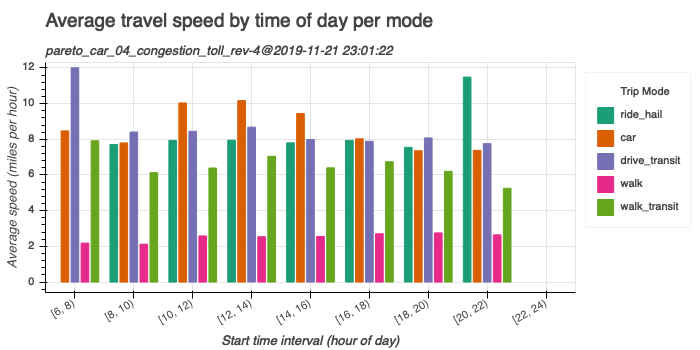 Average travel speed by time of day per mode
pareto_car_04_congestion_toll_rev-4@2019-11-21 23:01:22
Average speed (miles per hour)
12
10
8
6
4
2
0
[6, 8)
[8, 10)
[10, 12)
[12, 14)
[14, 16)
[16, 18)
[18, 20)
[20, 22)
[22, 24)
Start time interval (hour of day)
Trip Mode
ride_hail
car
drive_transit
walk
walk_transit